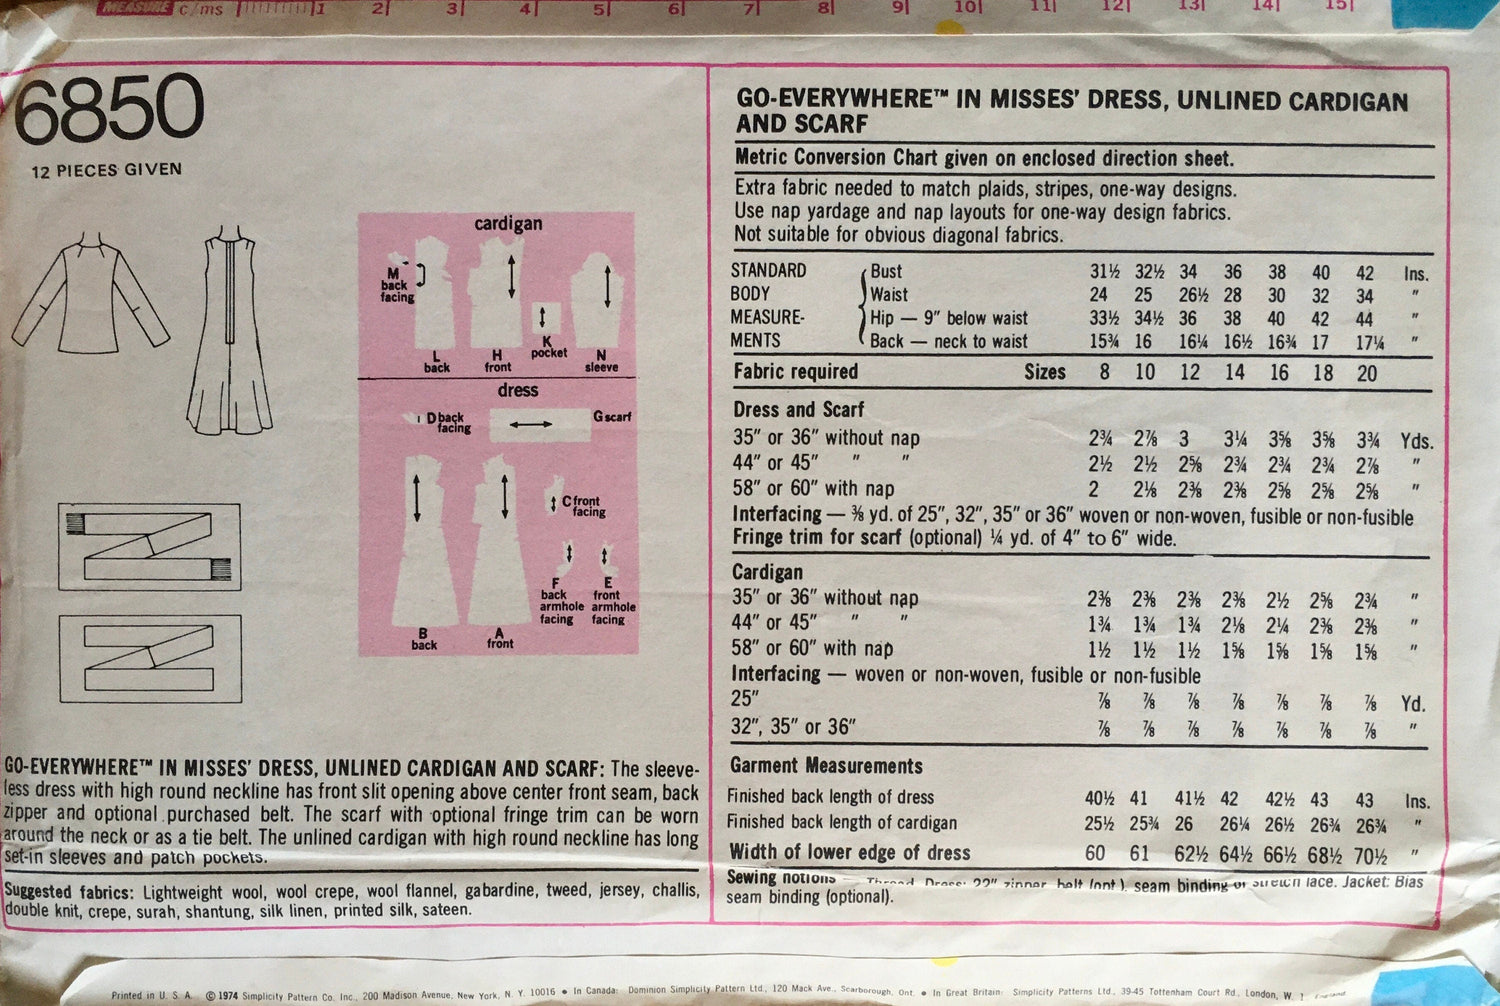 MEASURE c/ms 1 2 3 4 5 6 7 8 9 10 11 12 13 14 15
6850
12 PIECES GIVEN
cardigan
M
back
facing
L
back
H
front
K
pocket
N
sleeve
dress
D back
facing
G scarf
C front
facing
F
back
armhole
facing
E
front
armhole
facing
B
back
A
front
GO-EVERYWHERE™ IN MISSES' DRESS, UNLINED CARDIGAN AND SCARF: The sleeve-
less dress with high round neckline has front slit opening above center front seam, back
zipper and optional purchased belt. The scarf with optional fringe trim can be worn
around the neck or as a tie belt. The unlined cardigan with high round neckline has long
set-in sleeves and patch pockets.
Suggested fabrics: Lightweight wool, wool crepe, wool flannel, gabardine, tweed, jersey, challis,
double knit, crepe, surah, shantung, silk linen, printed silk, sateen.
GO-EVERYWHERE™ IN MISSES' DRESS, UNLINED CARDIGAN
AND SCARF
Metric Conversion Chart given on enclosed direction sheet.
Extra fabric needed to match plaids, stripes, one-way designs.
Use nap yardage and nap layouts for one-way design fabrics.
Not suitable for obvious diagonal fabrics.
STANDARD Bust 31½ 32½ 34 36 38 40 42 Ins.
BODY Waist 24 25 26½ 28 30 32 34 "
MEASURE- Hip — 9" below waist 33½ 34½ 36 38 40 42 44 "
MENTS Back — neck to waist 15¾ 16 16¼ 16½ 16¾ 17 17¼ "
Fabric required Sizes 8 10 12 14 16 18 20
Dress and Scarf
35" or 36" without nap 2¾ 2⅞ 3 3¼ 3⅝ 3⅝ 3¾ Yds.
44" or 45" " " 2½ 2½ 2⅝ 2¾ 2¾ 2¾ 2⅞ "
58" or 60" with nap 2 2⅛ 2⅜ 2⅜ 2⅝ 2⅝ 2⅝ "
Interfacing — ⅜ yd. of 25", 32", 35" or 36" woven or non-woven, fusible or non-fusible
Fringe trim for scarf (optional) ¼ yd. of 4" to 6" wide.
Cardigan
35" or 36" without nap 2⅜ 2⅜ 2⅜ 2⅜ 2½ 2⅝ 2¾ "
44" or 45" " " 1¾ 1¾ 1¾ 2⅛ 2¼ 2⅜ 2⅜ "
58" or 60" with nap 1½ 1½ 1½ 1⅝ 1⅝ 1⅝ 1⅝ "
Interfacing — woven or non-woven, fusible or non-fusible
25" ⅞ ⅞ ⅞ ⅞ ⅞ ⅞ ⅞ Yd.
32", 35" or 36" ⅞ ⅞ ⅞ ⅞ ⅞ ⅞ ⅞ "
Garment Measurements
Finished back length of dress 40½ 41 41½ 42 42½ 43 43 Ins.
Finished back length of cardigan 25½ 25¾ 26 26¼ 26½ 26¾ 26¾ "
Width of lower edge of dress 60 61 62½ 64½ 66½ 68½ 70½ "
Sewing notions — Thread. Dress: 22" zipper, belt (opt.), seam binding or stretch lace. Jacket: Bias
seam binding (optional).
Printed in U. S. A. © 1974 Simplicity Pattern Co. Inc., 200 Madison Avenue, New York, N. Y. 10016 • In Canada: Dominion Simplicity Pattern Ltd., 120 Mack Ave., Scarborough, Ont. • In Great Britain: Simplicity Patterns Ltd., 39-45 Tottenham Court Rd., London, W. 1 England